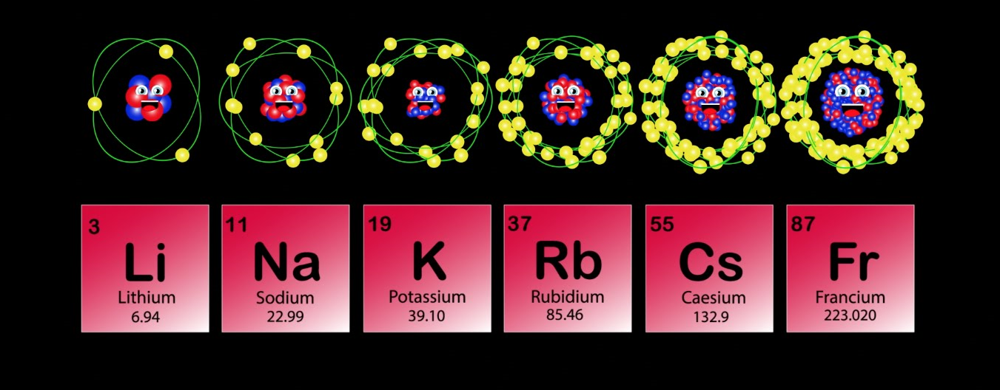 3
Li
Lithium
6.94
11
Na
Sodium
22.99
19
K
Potassium
39.10
37
Rb
Rubidium
85.46
55
Cs
Caesium
132.9
87
Fr
Francium
223.020